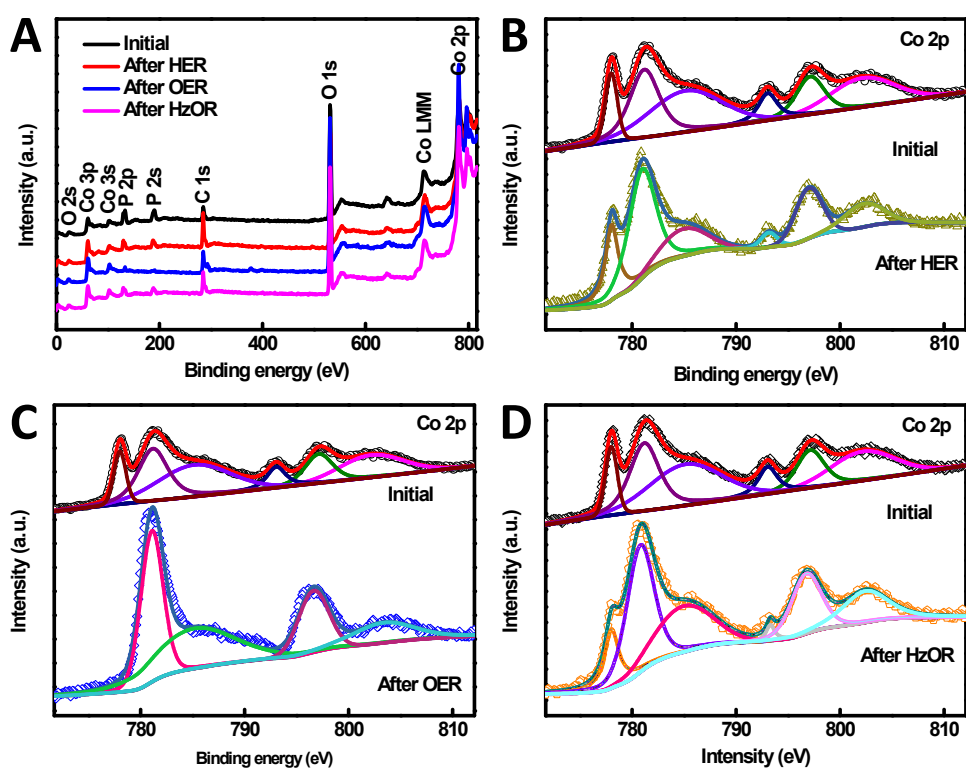 A
Initial
After HER
After OER
After HzOR
O 2s
Co 3p
Co 3s
P 2p
P 2s
C 1s
O 1s
Co LMM
Co 2p
Intensity (a.u.)
0 200 400 600 800
Binding energy (eV)
B
Co 2p
Initial
After HER
Intensity (a.u.)
780 790 800 810
Binding energy (eV)
C
Co 2p
Initial
After OER
Intensity (a.u.)
780 790 800 810
Binding energy (eV)
D
Co 2p
Initial
After HzOR
Intensity (a.u.)
780 790 800 810
Intensity (eV)